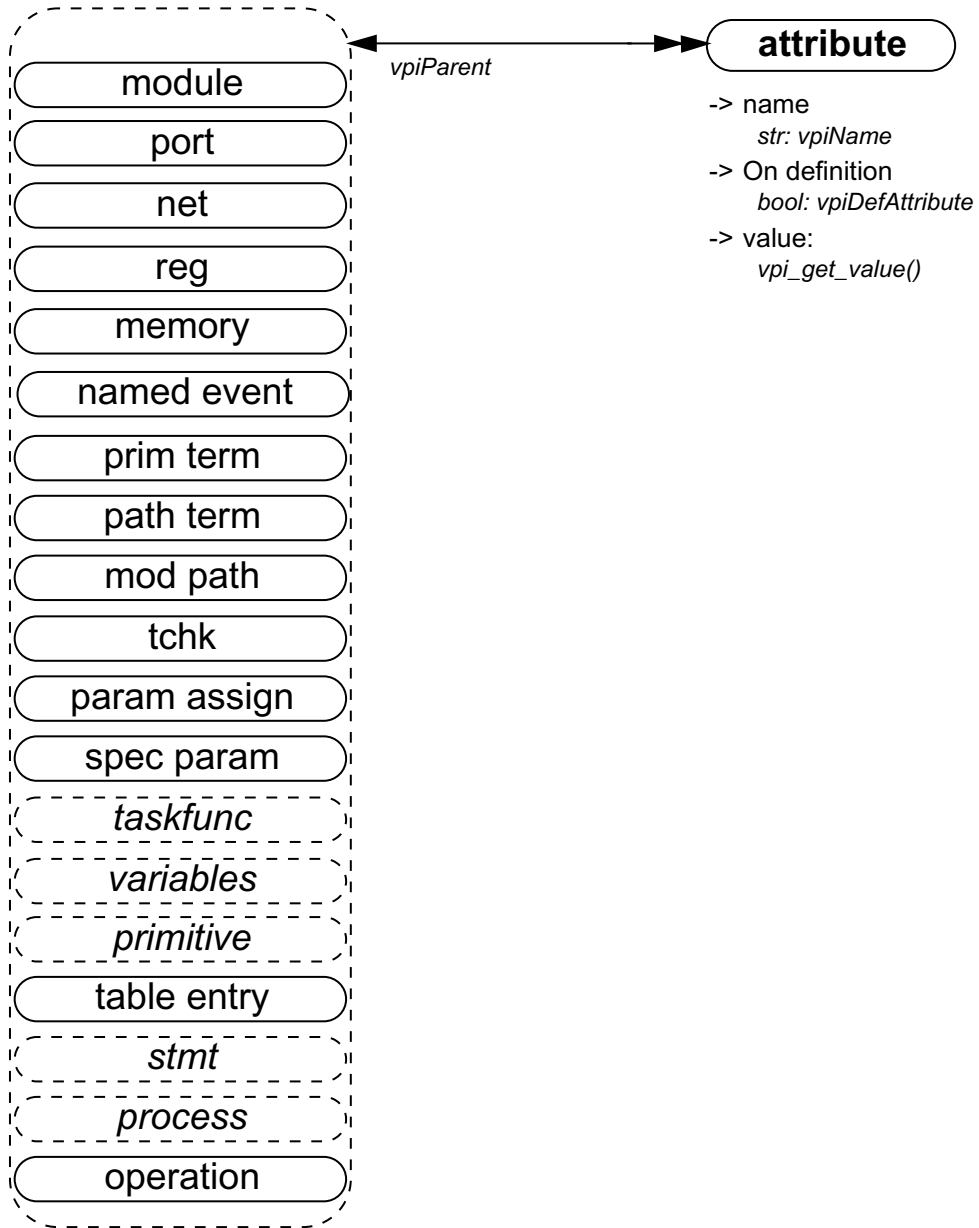 attribute
vpiParent
module
-> name
str: vpiName
port
-> On definition
bool: vpiDefAttribute
net
-> value:
vpi_get_value()
reg
memory
named event
prim term
path term
mod path
tchk
param assign
spec param
taskfunc
variables
primitive
table entry
stmt
process
operation